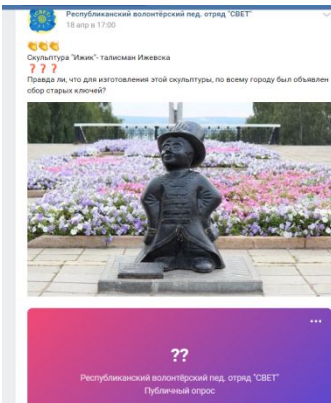 Республиканский волонтёрский пед. отряд "СВЕТ"
18 апр в 17:00
Скульптура "Ижик"- талисман Ижевска
???
Правда ли, что для изготовления этой скульптуры, по всему городу был объявлен
сбор старых ключей?
??
Республиканский волонтёрский пед. отряд "СВЕТ"
Публичный опрос